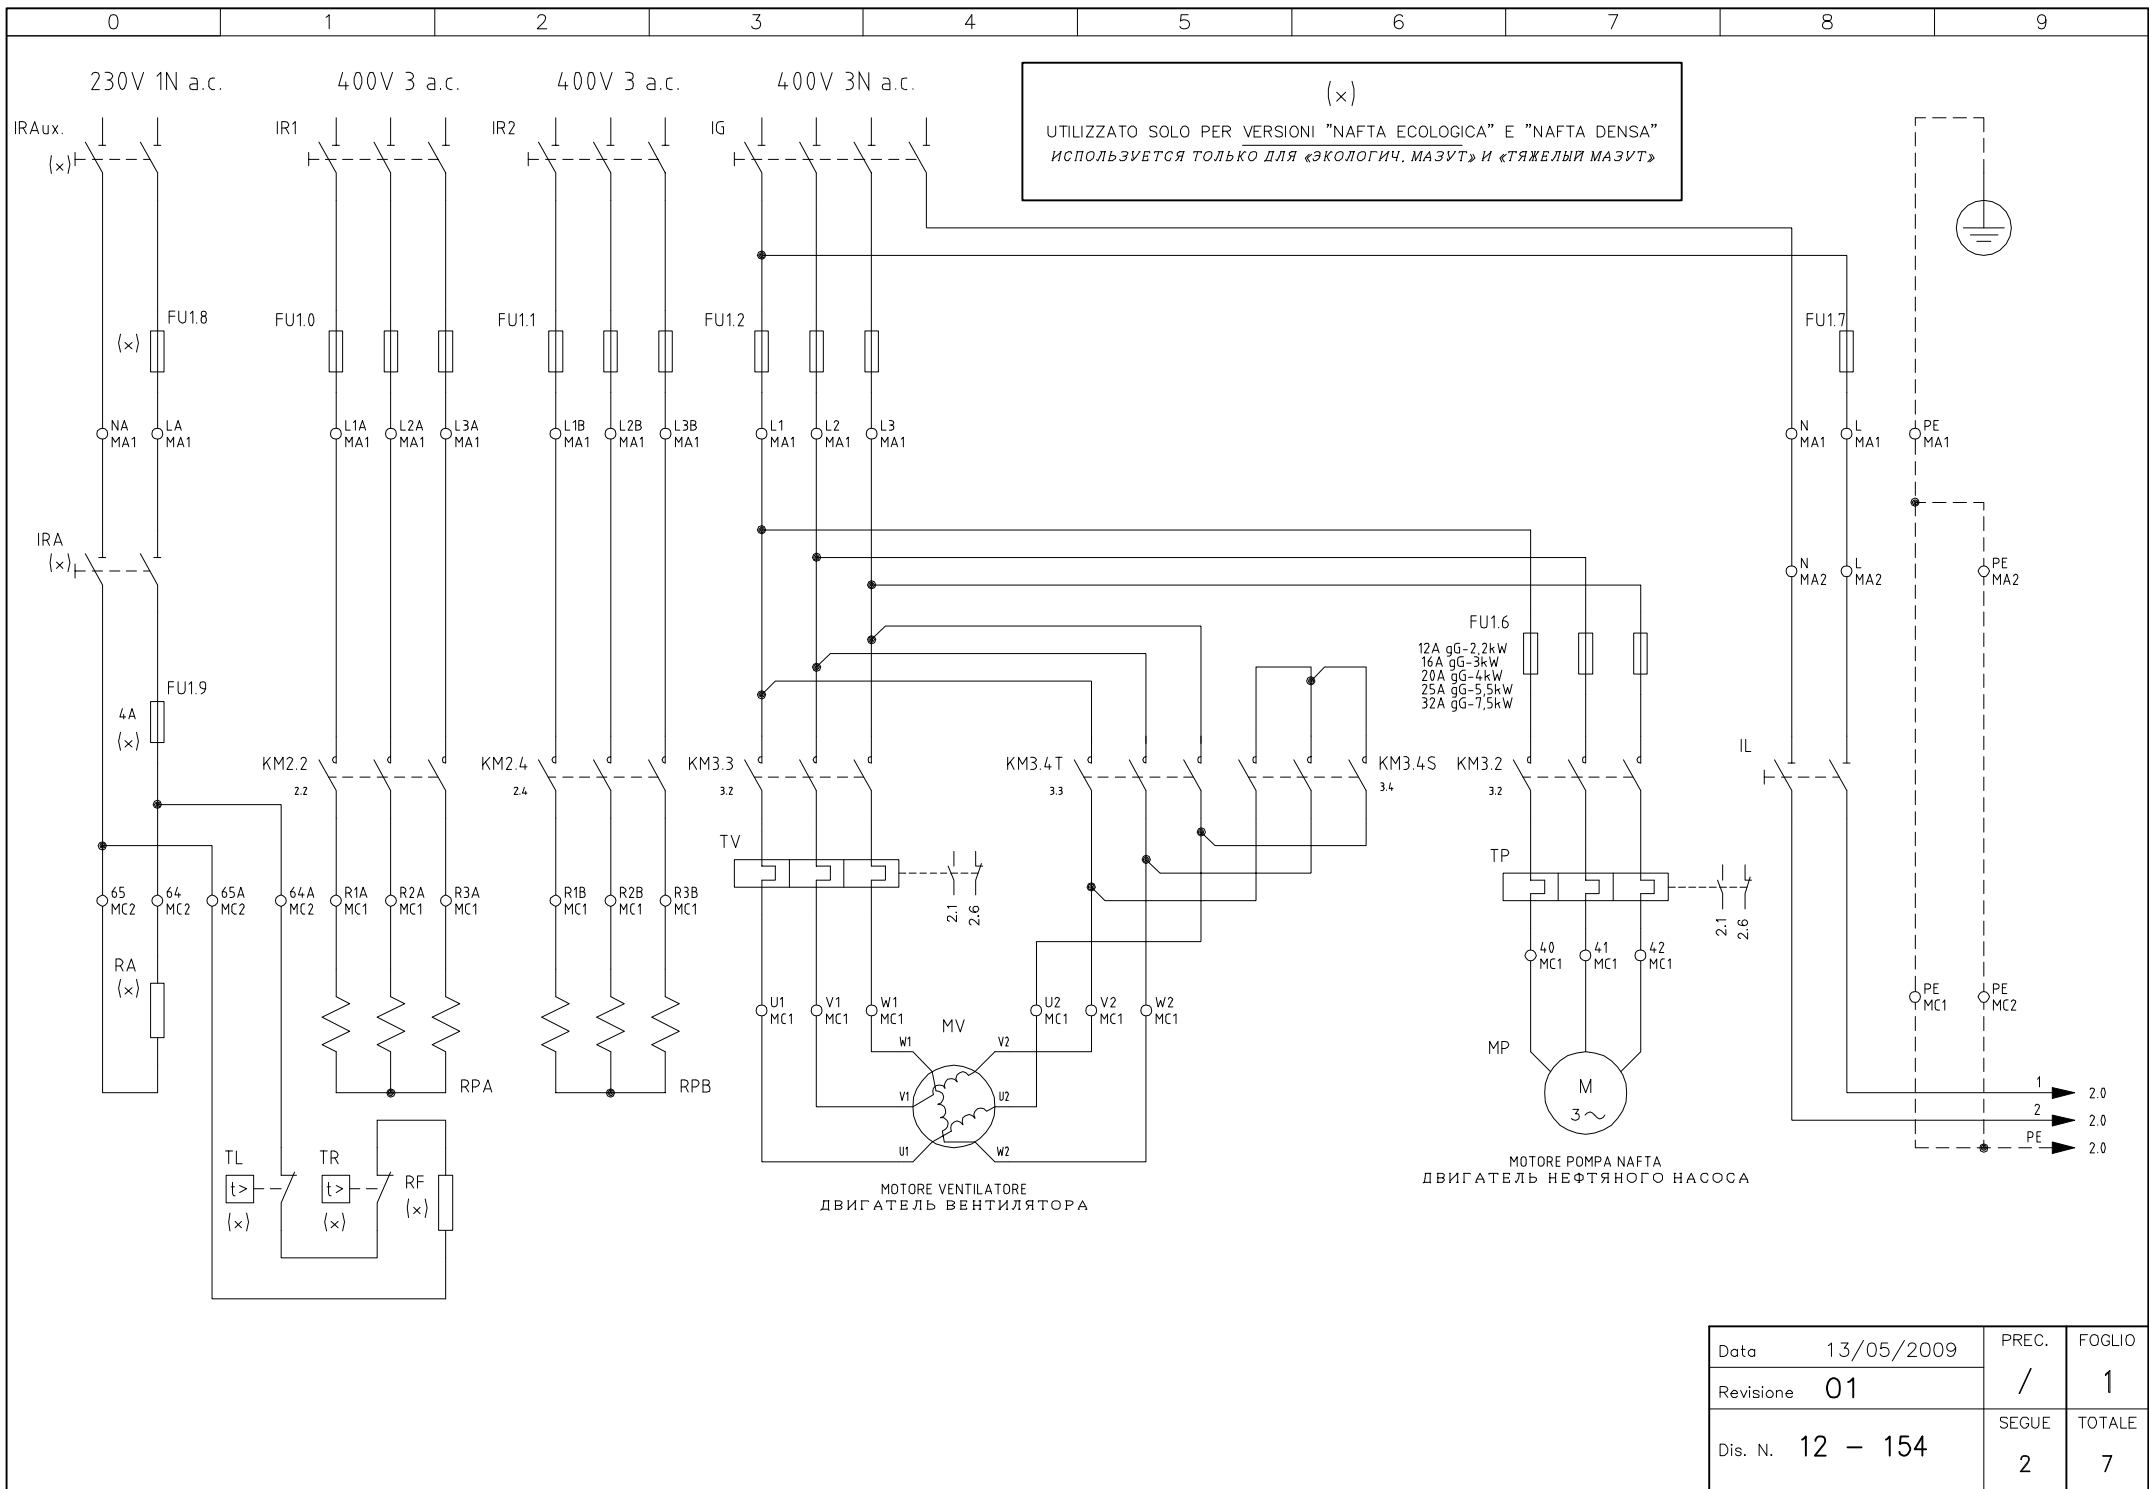 0 1 2 3 4 5 6 7 8 9
230V 1N a.c. 400V 3 a.c. 400V 3 a.c. 400V 3N a.c.
(x)
UTILIZZATO SOLO PER VERSIONI "NAFTA ECOLOGICA" E "NAFTA DENSA"
ИСПОЛЬЗУЕТСЯ ТОЛЬКО ДЛЯ «ЭКОЛОГИЧ. МАЗУТ» И «ТЯЖЕЛЫЙ МАЗУТ»
IRAux. IR1 IR2 IG
(x)
FU1.8 FU1.0 FU1.1 FU1.2 FU1.7
(x)
NA LA L1A L2A L3A L1B L2B L3B L1 L2 L3 N L PE
MA1 MA1 MA1 MA1 MA1 MA1 MA1 MA1 MA1 MA1 MA1 MA1 MA1
IRA
(x)
N L PE
MA2 MA2 MA2
FU1.6
12A gG-2,2kW
16A gG-3kW
20A gG-4kW
25A gG-5,5kW
32A gG-7,5kW
FU1.9
4A
(x)
IL
KM2.2 KM2.4 KM3.3 KM3.4T KM3.4S KM3.2
2.2 2.4 3.2 3.3 3.4 3.2
TV TP
65 64 65A 64A R1A R2A R3A R1B R2B R3B
MC2 MC2 MC2 MC2 MC1 MC1 MC1 MC1 MC1 MC1
2.1 2.6 2.1 2.6
40 41 42
MC1 MC1 MC1
RA
(x)
U1 V1 W1 U2 V2 W2 PE PE
MC1 MC1 MC1 MC1 MC1 MC1 MC1 MC2
MV
W1 V2
MP
RPA RPB
M
3~
V1 U2
U1 W2
1 2.0
2 2.0
PE 2.0
TL TR RF
t> t>
(x) (x) (x)
MOTORE VENTILATORE
ДВИГАТЕЛЬ ВЕНТИЛЯТОРА
MOTORE POMPA NAFTA
ДВИГАТЕЛЬ НЕФТЯНОГО НАСОСА
Data 13/05/2009 PREC. FOGLIO
Revisione 01 / 1
Dis. N. 12 - 154 SEGUE TOTALE
2 7